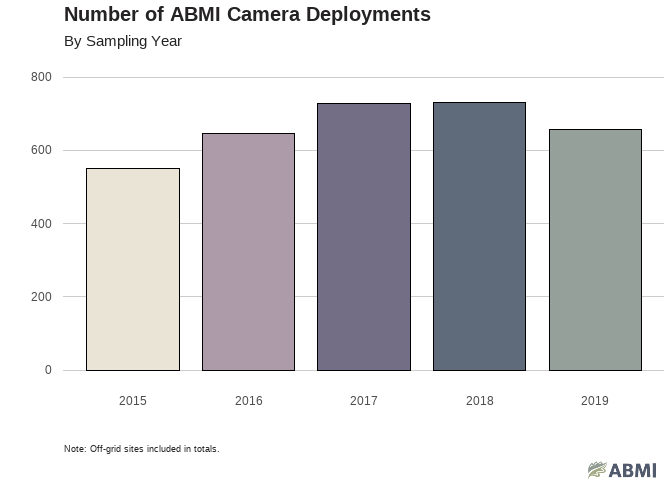 Number of ABMI Camera Deployments
By Sampling Year
800
600
400
200
0
2015 2016 2017 2018 2019
Note: Off-grid sites included in totals.
ABMI